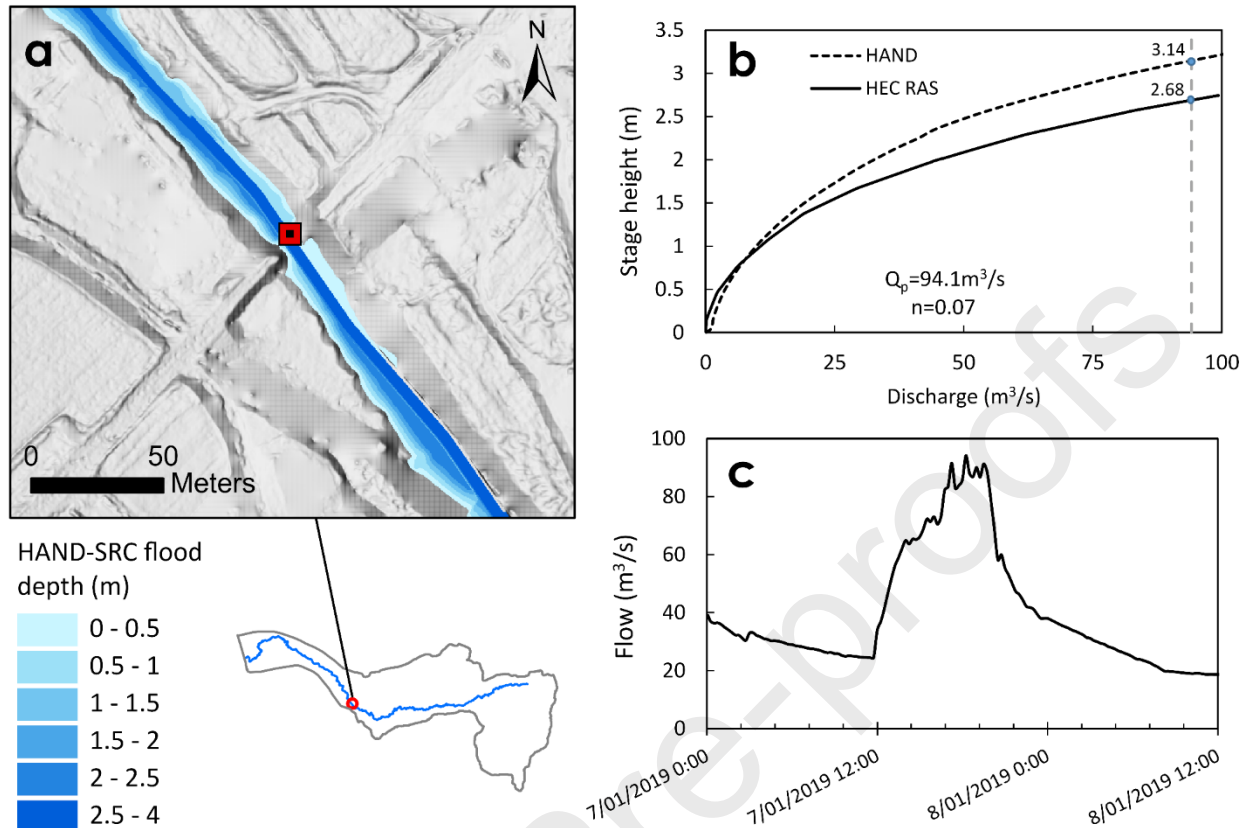 a
N
0 50
Meters
HAND-SRC flood
depth (m)
0 - 0.5
0.5 - 1
1 - 1.5
1.5 - 2
2 - 2.5
2.5 - 4
b
HAND
HEC RAS
3.14
2.68
Qp=94.1m³/s
n=0.07
Stage height (m)
3.5
3
2.5
2
1.5
1
0.5
0
0 25 50 75 100
Discharge (m³/s)
c
Flow (m³/s)
100
80
60
40
20
0
7/01/2019 0:00
7/01/2019 12:00
8/01/2019 0:00
8/01/2019 12:00
re-proofs